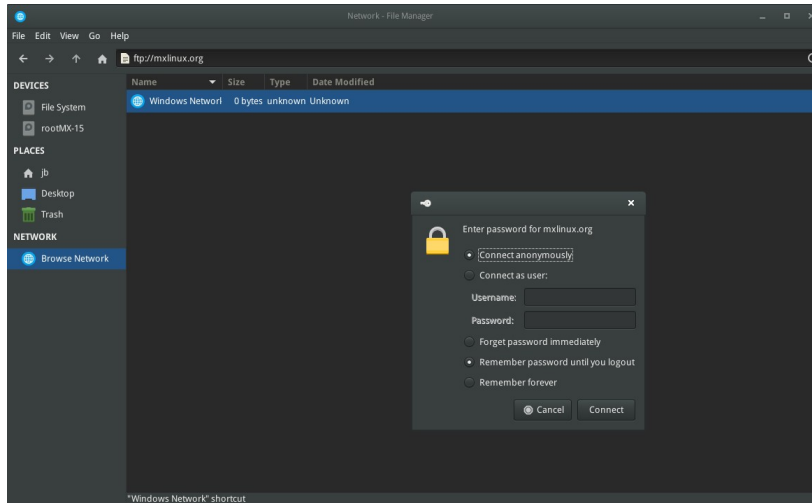 Network - File Manager
File Edit View Go Help
ftp://mxlinux.org
DEVICES
File System
rootMX-15
PLACES
jb
Desktop
Trash
NETWORK
Browse Network
Name Size Type Date Modified
Windows Network 0 bytes unknown Unknown
Enter password for mxlinux.org
Connect anonymously
Connect as user:
Username:
Password:
Forget password immediately
Remember password until you logout
Remember forever
Cancel Connect
"Windows Network" shortcut